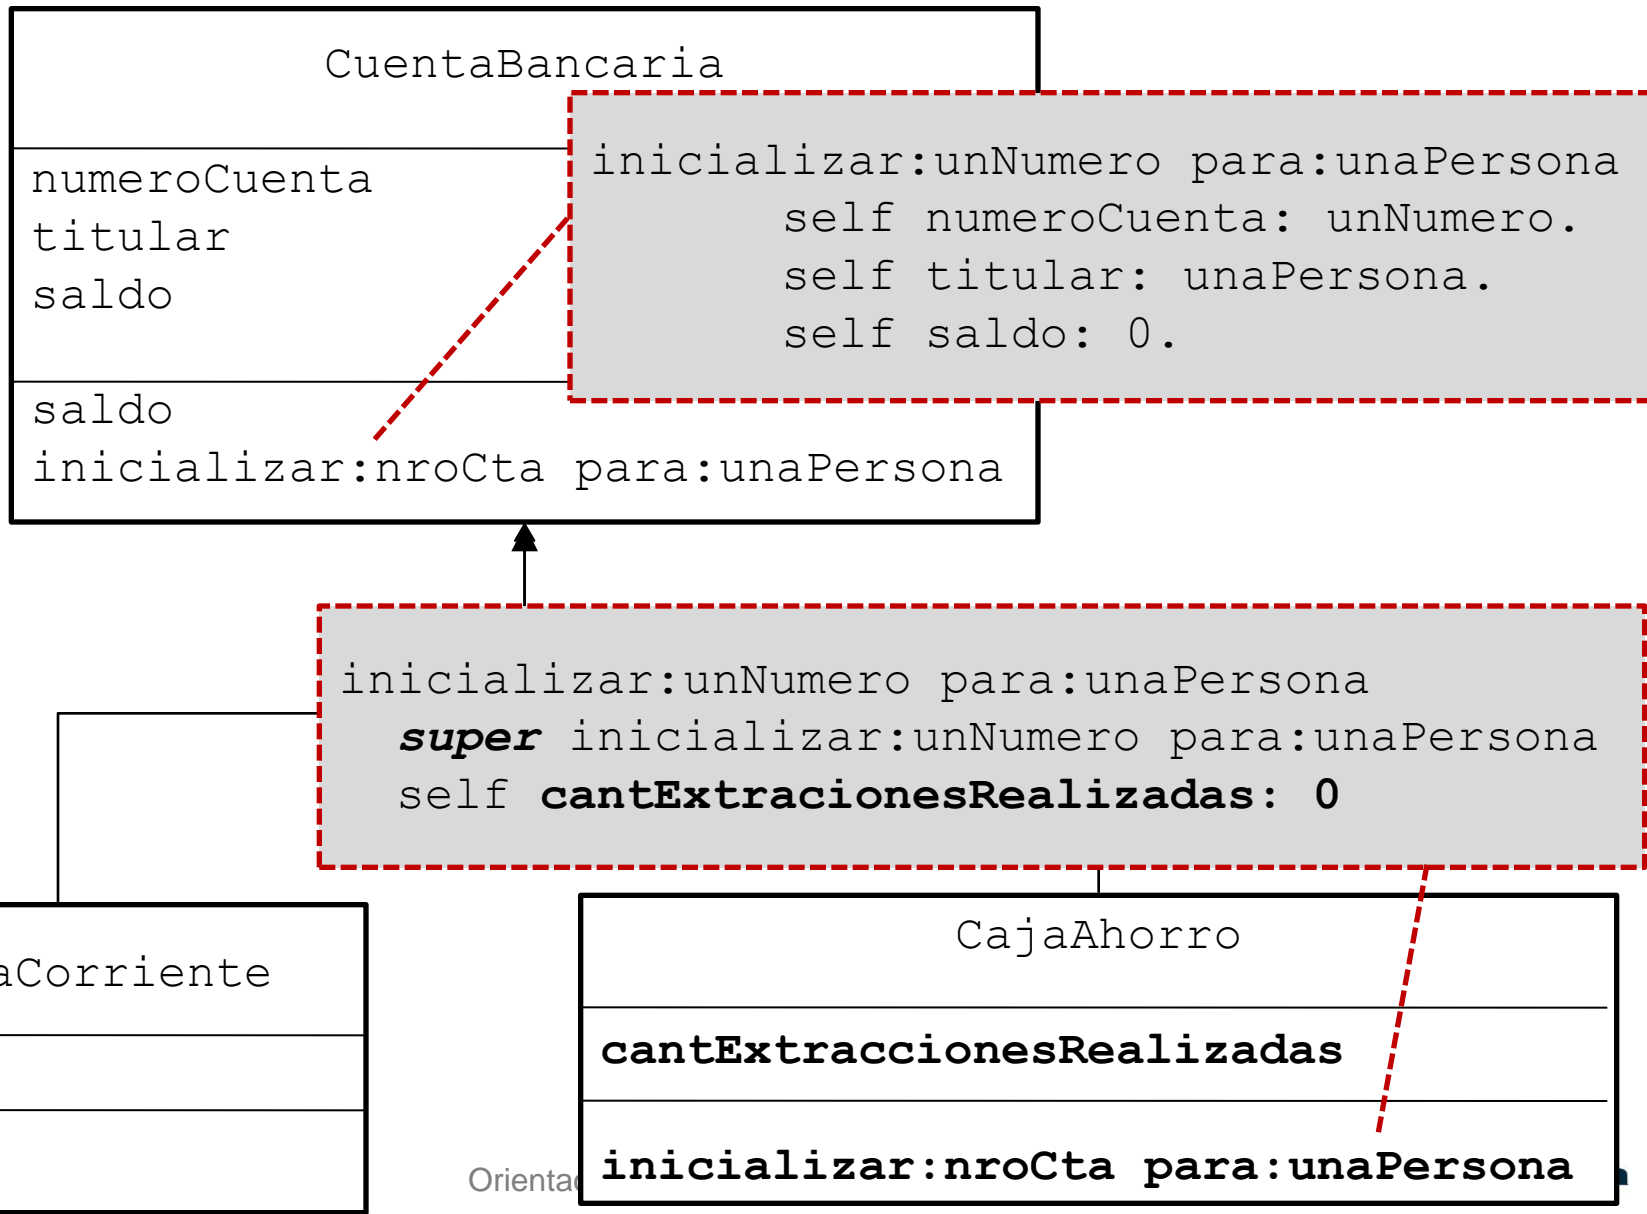 CuentaBancaria
numeroCuenta
titular
saldo
inicializar:unNumero para:unaPersona
self numeroCuenta: unNumero.
self titular: unaPersona.
self saldo: 0.
saldo
inicializar:nroCta para:unaPersona
inicializar:unNumero para:unaPersona
super inicializar:unNumero para:unaPersona
self cantExtracionesRealizadas: 0
aCorriente
CajaAhorro
cantExtraccionesRealizadas
inicializar:nroCta para:unaPersona